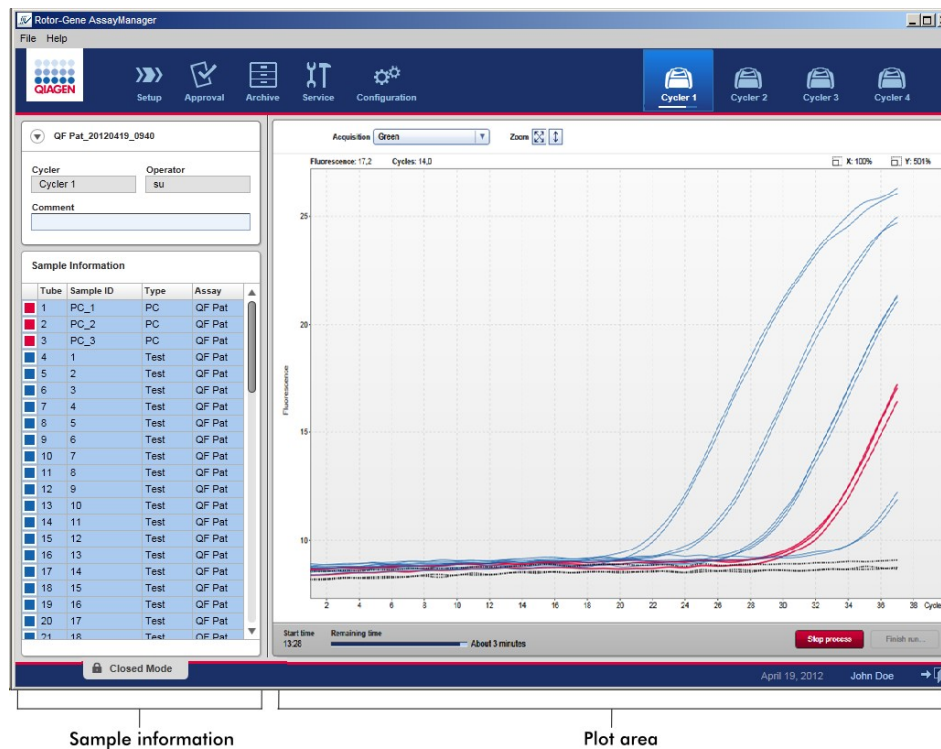 Rotor-Gene AssayManager
File Help
QIAGEN
Setup Approval Archive Service Configuration Cycler 1 Cycler 2 Cycler 3 Cycler 4
QF Pat_20120419_0940
Cycler Operator
Cycler 1 su
Comment
Acquisition Green Zoom
Fluorescence: 17,2 Cycles: 14,0 X: 100% Y: 501%
Sample Information
Tube Sample ID Type Assay
1 PC_1 PC QF Pat
2 PC_2 PC QF Pat
3 PC_3 PC QF Pat
4 1 Test QF Pat
5 2 Test QF Pat
6 3 Test QF Pat
7 4 Test QF Pat
8 5 Test QF Pat
9 6 Test QF Pat
10 7 Test QF Pat
11 8 Test QF Pat
12 9 Test QF Pat
13 10 Test QF Pat
14 11 Test QF Pat
15 12 Test QF Pat
16 13 Test QF Pat
17 14 Test QF Pat
18 15 Test QF Pat
19 16 Test QF Pat
20 17 Test QF Pat
21 18 Test QF Pat
25
20
15
10
Fluorescence
2 4 6 8 10 12 14 16 18 20 22 24 26 28 30 32 34 36 38 Cycle
Start time Remaining time
13:28 About 3 minutes Stop process Finish run...
Closed Mode
April 19, 2012 John Doe
Sample information Plot area